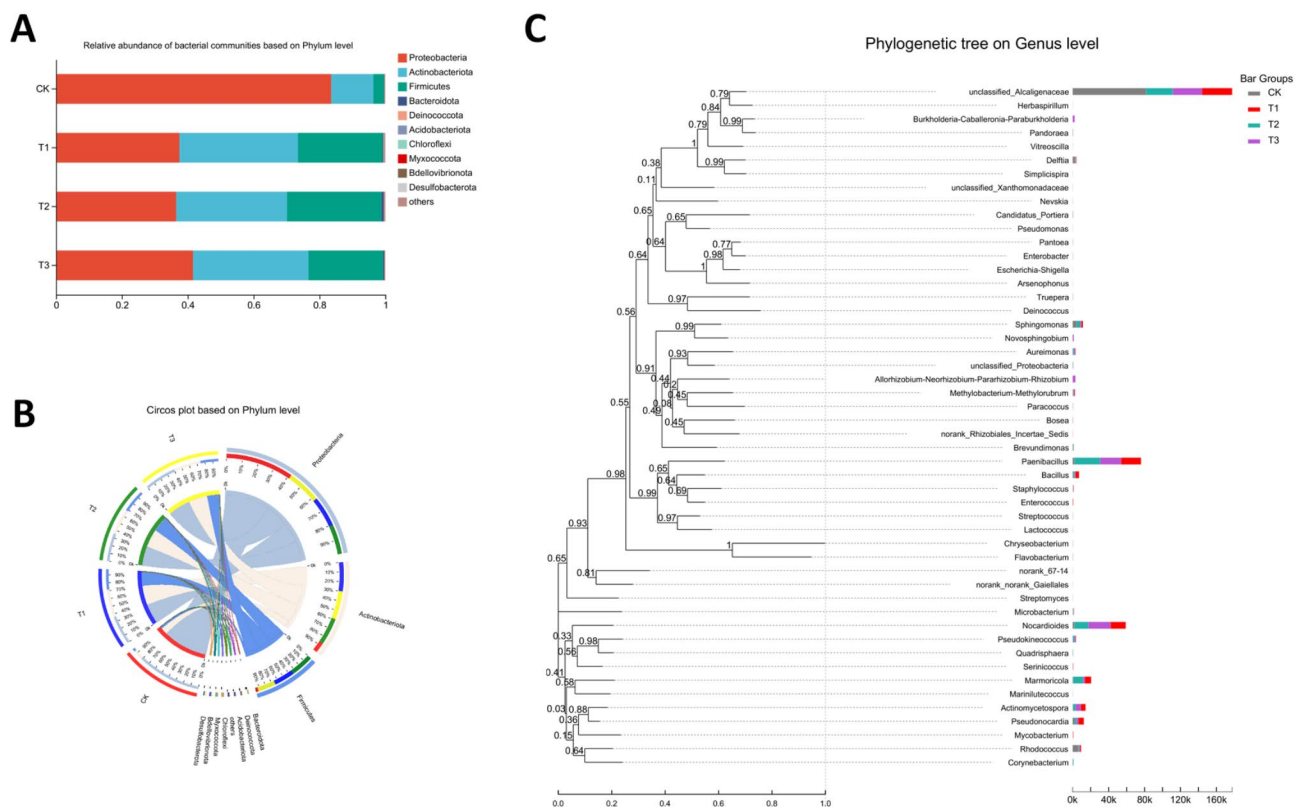 A
Relative abundance of bacterial communities based on Phylum level
CK
T1
T2
T3
0
0.2
0.4
0.6
0.8
1
Proteobacteria
Actinobacteriota
Firmicutes
Bacteroidota
Deinococcota
Acidobacteriota
Chloroflexi
Myxococcota
Bdellovibrionota
Desulfobacterota
others
B
Circos plot based on Phylum level
T3
T2
T1
CK
Proteobacteria
Actinobacteriota
Firmicutes
Bacteroidota
Deinococcota
Acidobacteriota
others
Chloroflexi
Myxococcota
Bdellovibrionota
Desulfobacterota
C
Phylogenetic tree on Genus level
Bar Groups
CK
T1
T2
T3
unclassified_Alcaligenaceae
Herbaspirillum
Burkholderia-Caballeronia-Paraburkholderia
Pandoraea
Vitreoscilla
Delftia
Simplicispira
unclassified_Xanthomonadaceae
Nevskia
Candidatus_Portiera
Pseudomonas
Pantoea
Enterobacter
Escherichia-Shigella
Arsenophonus
Truepera
Deinococcus
Sphingomonas
Novosphingobium
Aureimonas
unclassified_Proteobacteria
Allorhizobium-Neorhizobium-Pararhizobium-Rhizobium
Methylobacterium-Methylorubrum
Paracoccus
Bosea
norank_Rhizobiales_Incertae_Sedis
Brevundimonas
Paenibacillus
Bacillus
Staphylococcus
Enterococcus
Streptococcus
Lactococcus
Chryseobacterium
Flavobacterium
norank_67-14
norank_norank_Gaiellales
Streptomyces
Microbacterium
Nocardioides
Pseudokineococcus
Quadrisphaera
Serinicoccus
Marmoricola
Marinilutecoccus
Actinomycetospora
Pseudonocardia
Mycobacterium
Rhodococcus
Corynebacterium
0.79
0.84
0.99
0.79
1
0.99
0.38
0.11
0.65
0.65
0.64
0.77
0.98
1
0.64
0.97
0.56
0.99
0.91
0.93
0.44
0.2
0.45
0.08
0.49
0.45
0.55
0.65
0.64
0.69
0.98
0.99
0.97
0.93
1
0.65
0.81
0.33
0.98
0.56
0.41
0.58
0.03
0.88
0.36
0.15
0.64
0.0
0.2
0.4
0.6
0.8
1.0
0k
40k
80k
120k
160k